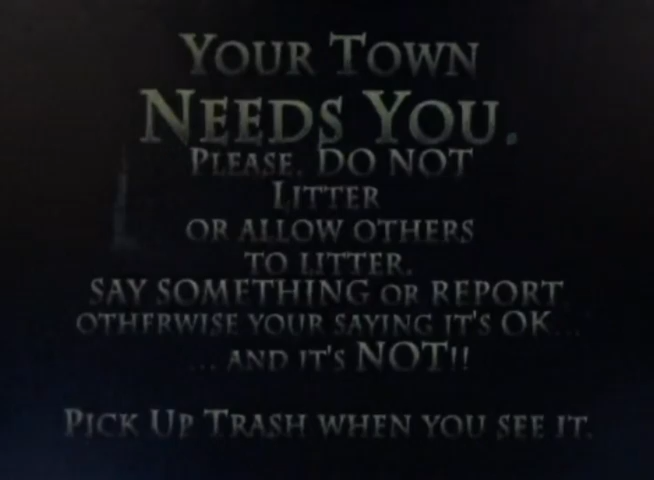 YOUR TOWN
NEEDS YOU.
PLEASE. DO NOT
LITTER
OR ALLOW OTHERS
TO LITTER.
SAY SOMETHING OR REPORT
OTHERWISE YOUR SAYING IT'S OK...
... AND IT'S NOT!!
PICK UP TRASH WHEN YOU SEE IT.